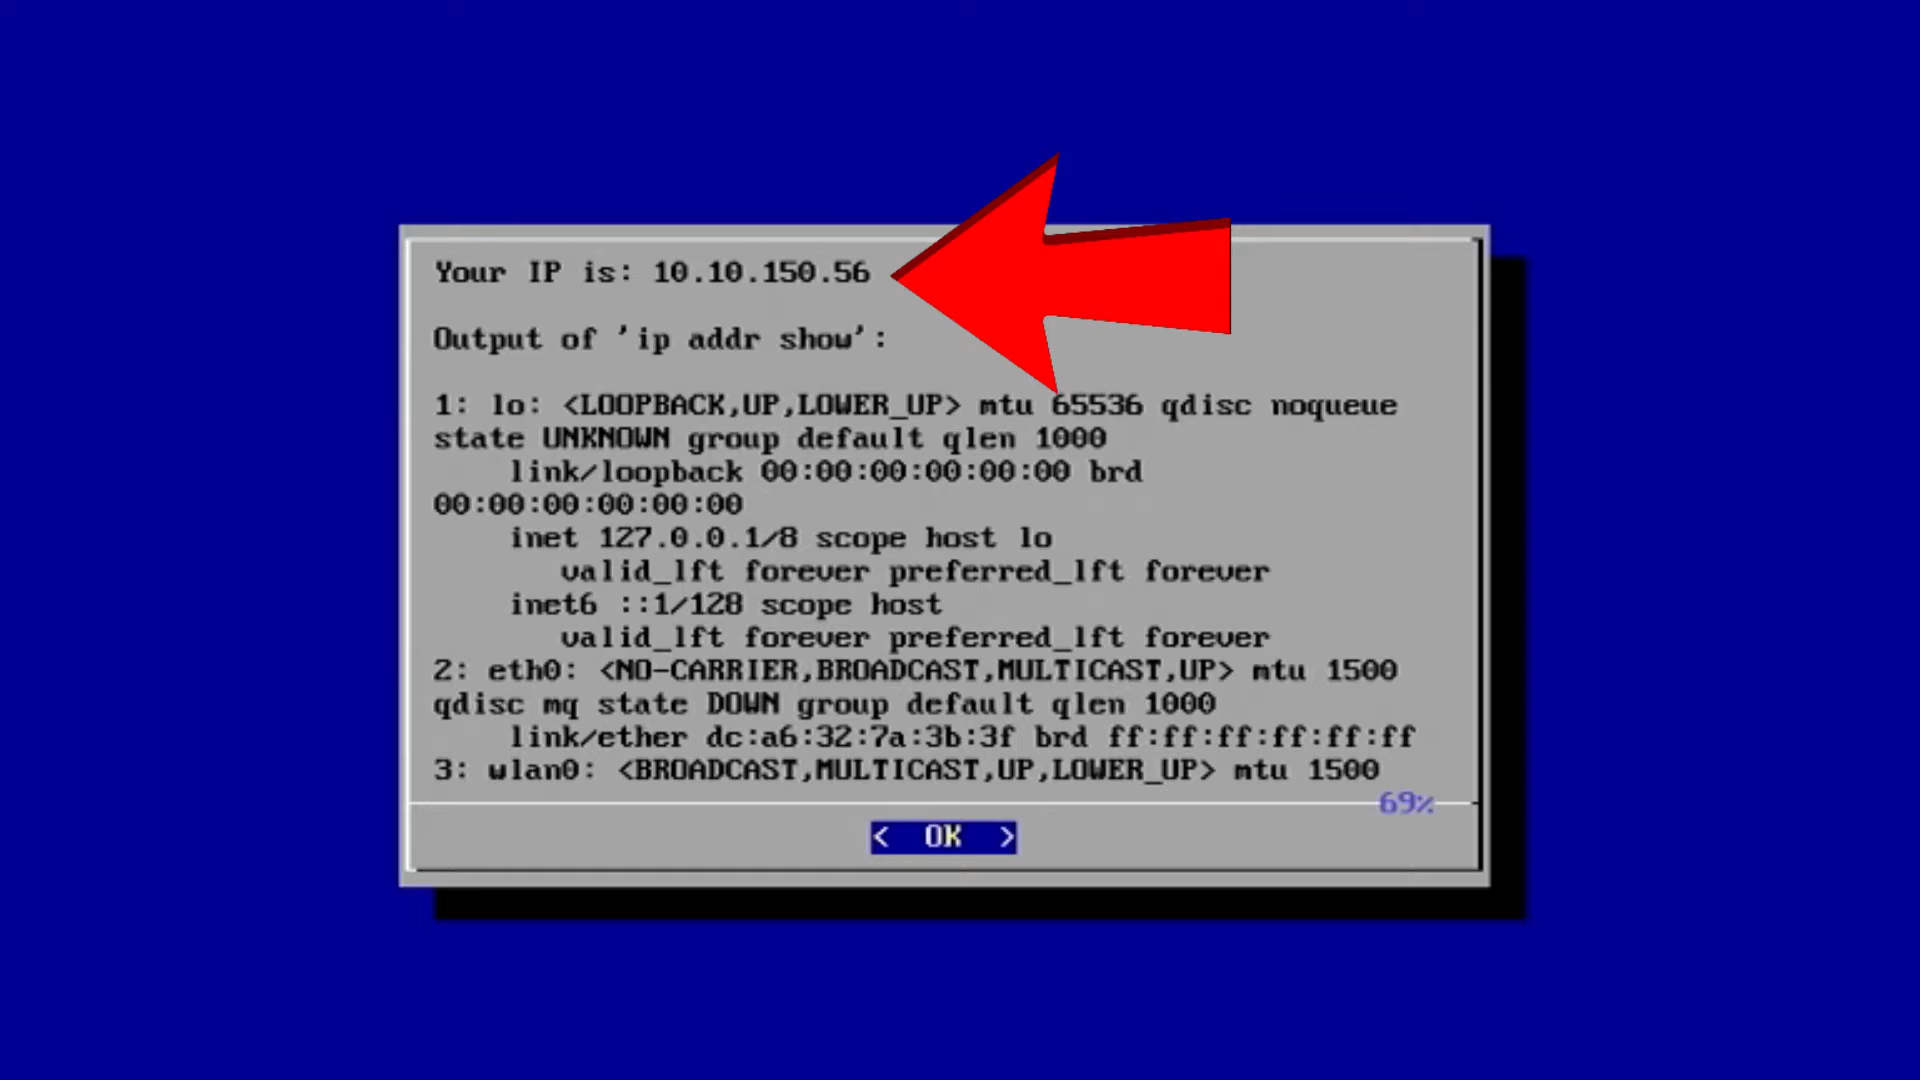 Your IP is: 10.10.150.56
Output of 'ip addr show':
1: lo: <LOOPBACK,UP,LOWER_UP> mtu 65536 qdisc noqueue
state UNKNOWN group default qlen 1000
link/loopback 00:00:00:00:00:00 brd
00:00:00:00:00:00
inet 127.0.0.1/8 scope host lo
valid_lft forever preferred_lft forever
inet6 ::1/128 scope host
valid_lft forever preferred_lft forever
2: eth0: <NO-CARRIER,BROADCAST,MULTICAST,UP> mtu 1500
qdisc mq state DOWN group default qlen 1000
link/ether dc:a6:32:7a:3b:3f brd ff:ff:ff:ff:ff:ff
3: wlan0: <BROADCAST,MULTICAST,UP,LOWER_UP> mtu 1500
69%
< OK >